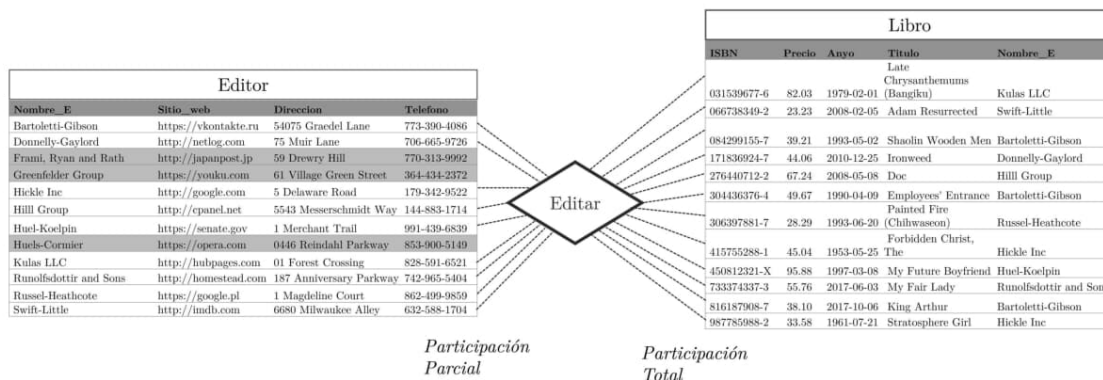 Editor
Nombre_E Sitio_web Direccion Telefono
Bartoletti-Gibson https://vkontakte.ru 54075 Graedel Lane 773-390-4086
Donnelly-Gaylord http://netlog.com 75 Muir Lane 706-665-9726
Frami, Ryan and Rath http://japanpost.jp 59 Drewry Hill 770-313-9992
Greenfelder Group https://youku.com 61 Village Green Street 364-434-2372
Hickle Inc http://google.com 5 Delaware Road 179-342-9522
Hilll Group http://cpanel.net 5543 Messerschmidt Way 144-883-1714
Huel-Koelpin https://senate.gov 1 Merchant Trail 991-439-6839
Huels-Cormier https://opera.com 0446 Reindahl Parkway 853-900-5149
Kulas LLC http://hubpages.com 01 Forest Crossing 828-591-6521
Runolfsdottir and Sons http://homestead.com 187 Anniversary Parkway 742-965-5404
Russel-Heathcote https://google.pl 1 Magdeline Court 862-499-9859
Swift-Little http://imdb.com 6680 Milwaukee Alley 632-588-1704
Participación
Parcial
Editar
Libro
ISBN Precio Anyo Titulo Nombre_E
Late
Chrysanthemums
031539677-6 82.03 1979-02-01 (Bangiku) Kulas LLC
066738349-2 23.23 2008-02-05 Adam Resurrected Swift-Little
084299155-7 39.21 1993-05-02 Shaolin Wooden Men Bartoletti-Gibson
171836924-7 44.06 2010-12-25 Ironweed Donnelly-Gaylord
276440712-2 67.24 2008-05-08 Doc Hilll Group
304436376-4 49.67 1990-04-09 Employees' Entrance Bartoletti-Gibson
Painted Fire
306397881-7 28.29 1993-06-20 (Chihwaseon) Russel-Heathcote
Forbidden Christ,
415755288-1 45.04 1953-05-25 The Hickle Inc
450812321-X 95.88 1997-03-08 My Future Boyfriend Huel-Koelpin
733374337-3 55.76 2017-06-03 My Fair Lady Runolfsdottir and Son
816187908-7 38.10 2017-10-06 King Arthur Bartoletti-Gibson
987785988-2 33.58 1961-07-21 Stratosphere Girl Hickle Inc
Participación
Total